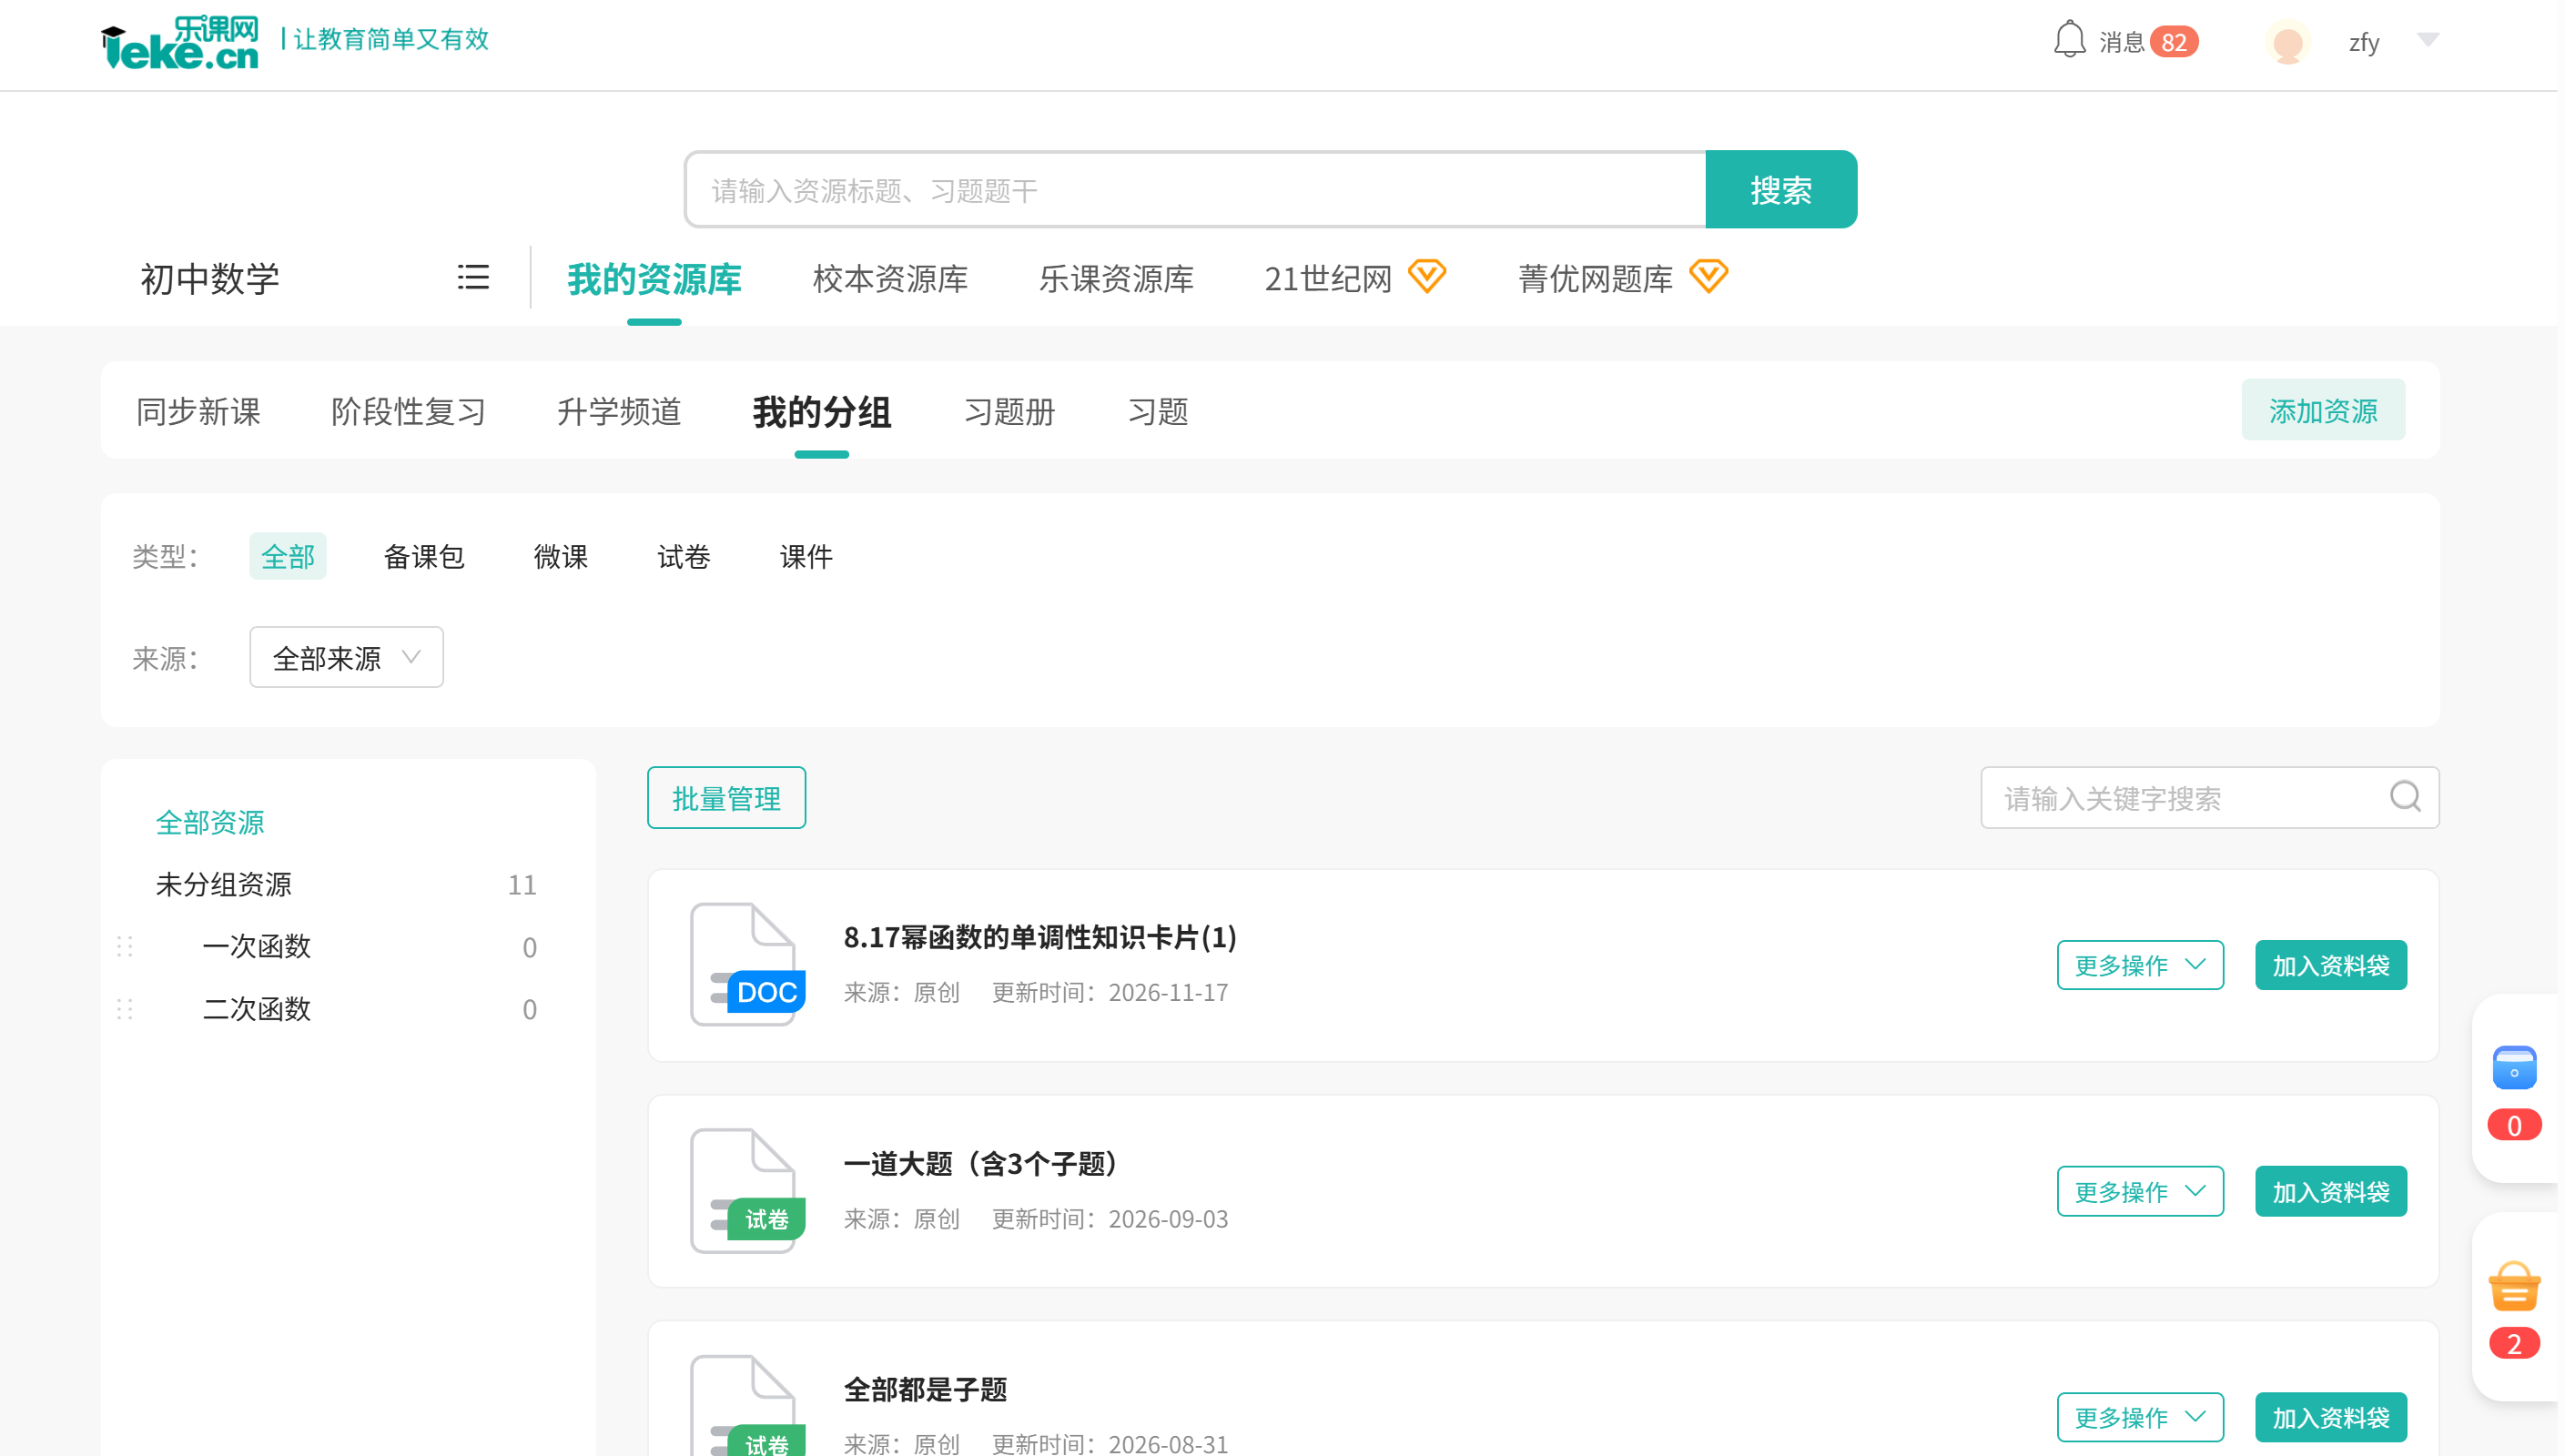 乐课网
leke.cn
让教育简单又有效
消息 82
zfy
请输入资源标题、习题题干
搜索
初中数学
我的资源库 校本资源库 乐课资源库 21世纪网 菁优网题库
同步新课 阶段性复习 升学频道 我的分组 习题册 习题
添加资源
类型： 全部 备课包 微课 试卷 课件
来源： 全部来源
全部资源
未分组资源 11
一次函数 0
二次函数 0
批量管理
请输入关键字搜索
DOC
8.17幂函数的单调性知识卡片(1)
来源：原创 更新时间：2026-11-17
更多操作 加入资料袋
试卷
一道大题（含3个子题）
来源：原创 更新时间：2026-09-03
更多操作 加入资料袋
试卷
全部都是子题
来源：原创 更新时间：2026-08-31
更多操作 加入资料袋
0
2